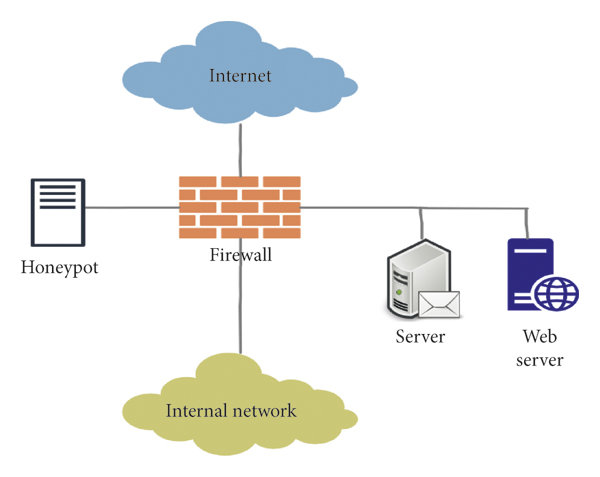 Internet
Honeypot
Firewall
Server
Web
server
Internal network